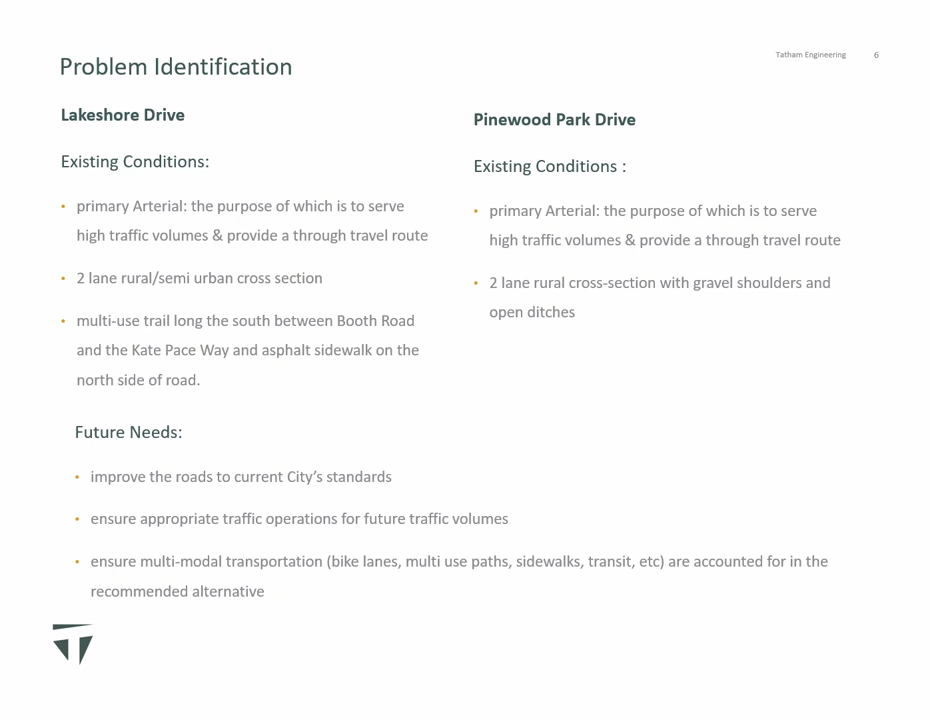 Tatham Engineering 6
Problem Identification
Lakeshore Drive
Existing Conditions:
• primary Arterial: the purpose of which is to serve
high traffic volumes & provide a through travel route
• 2 lane rural/semi urban cross section
• multi-use trail long the south between Booth Road
and the Kate Pace Way and asphalt sidewalk on the
north side of road.
Pinewood Park Drive
Existing Conditions :
• primary Arterial: the purpose of which is to serve
high traffic volumes & provide a through travel route
• 2 lane rural cross-section with gravel shoulders and
open ditches
Future Needs:
• improve the roads to current City’s standards
• ensure appropriate traffic operations for future traffic volumes
• ensure multi-modal transportation (bike lanes, multi use paths, sidewalks, transit, etc) are accounted for in the
recommended alternative